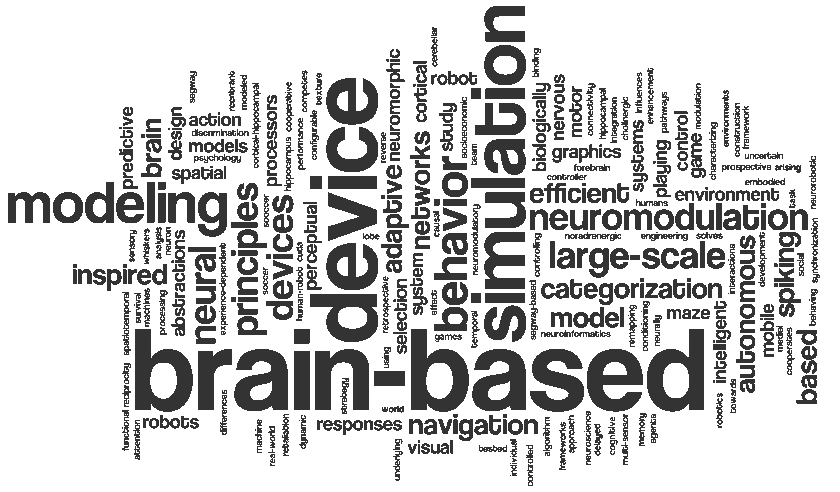 brain-based
device
simulation
modeling
neuromodulation
behavior
large-scale
neural
principles
devices
categorization
autonomous
navigation
efficient
inspired
model
networks
adaptive
spiking
based
brain
environment
responses
robots
visual
robot
cortical
neuromorphic
study
system
selection
perceptual
processors
spatial
models
action
design
predictive
abstractions
biologically
nervous
motor
graphics
systems
playing
control
game
maze
intelligent
mobile
segway
reentrant
modeled
cortical-hippocampal
hippocampus
cooperative
performance
competes
configurable
texture
discrimination
psychology
sensory
whiskers
analysis
neuron
experience-dependent
soccer
soccer
human-robot
cuda
lobe
reverse
retrospective
causal
effect
games
temporal
neuromodulatory
socioeconomic
team
cerebellar
binding
connectivity
hippocampal
integration
cholinergic
influences
enhancement
pathways
modulation
characterizing
environments
construction
framework
uncertain
prospective
arising
embodied
task
neurorobotic
forebrain
controller
humans
noradrenergic
engineering
solves
controlling
segway-based
neuroinformatics
remapping
conditioning
neurally
interactions
development
social
synchronization
behaving
medial
cooperates
robotics
towards
spatiotemporal
survival
machines
processing
functional
reciprocity
attention
differences
machine
real-world
retaliation
dynamic
strategy
using
world
underlying
tested
individual
controlled
algorithm
frameworks
approach
neuroscience
delayed
cognitive
multi-sensor
memory
agents